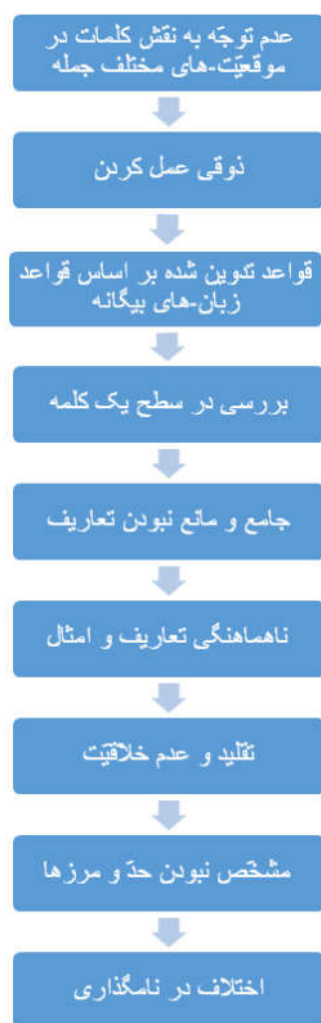 عدم توجّه به نقش کلمات در
موقعیّت-های مختلف جمله
ذوقی عمل کردن
قواعد تدوین شده بر اساس قواعد
زبان-های بیگانه
بررسی در سطح یک کلمه
جامع و مانع نبودن تعاریف
ناهماهنگی تعاریف و امثال
تقلید و عدم خلاقیّت
مشخّص نبودن حدّ و مرزها
اختلاف در نامگذاری